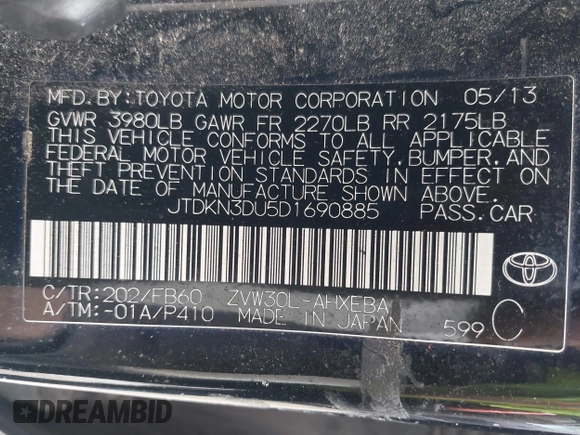 MFD.BY:TOYOTA MOTOR CORPORATION 05/13
GVWR 3980LB GAWR FR 2270LB RR 2175LB
THIS VEHICLE CONFORMS TO ALL APPLICABLE
FEDERAL MOTOR VEHICLE SAFETY,BUMPER,AND
THEFT PREVENTION STANDARDS IN EFFECT ON
THE DATE OF MANUFACTURE SHOWN ABOVE.
JTDKN3DU5D1690885 PASS.CAR
C/TR:202/FB60 ZVW30L-AHXEBA
A/TM:-01A/P410 MADE IN JAPAN 599 C
DREAMBID